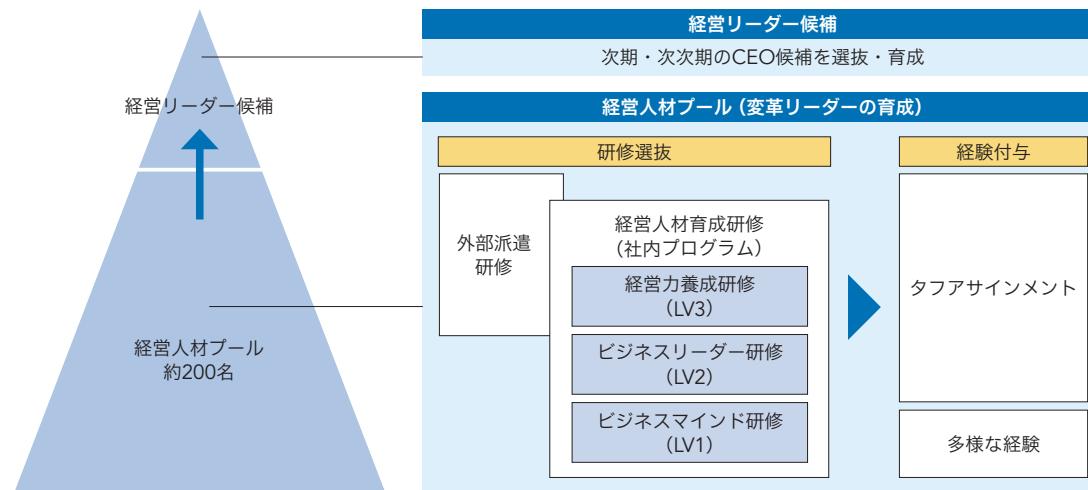 経営リーダー候補
経営人材プール
約200名
経営リーダー候補
次期・次次期のCEO候補を選抜・育成
経営人材プール（変革リーダーの育成）
研修選抜
外部派遣
研修
経営人材育成研修
（社内プログラム）
経営力養成研修
（LV3）
ビジネスリーダー研修
（LV2）
ビジネスマインド研修
（LV1）
経験付与
タフアサインメント
多様な経験